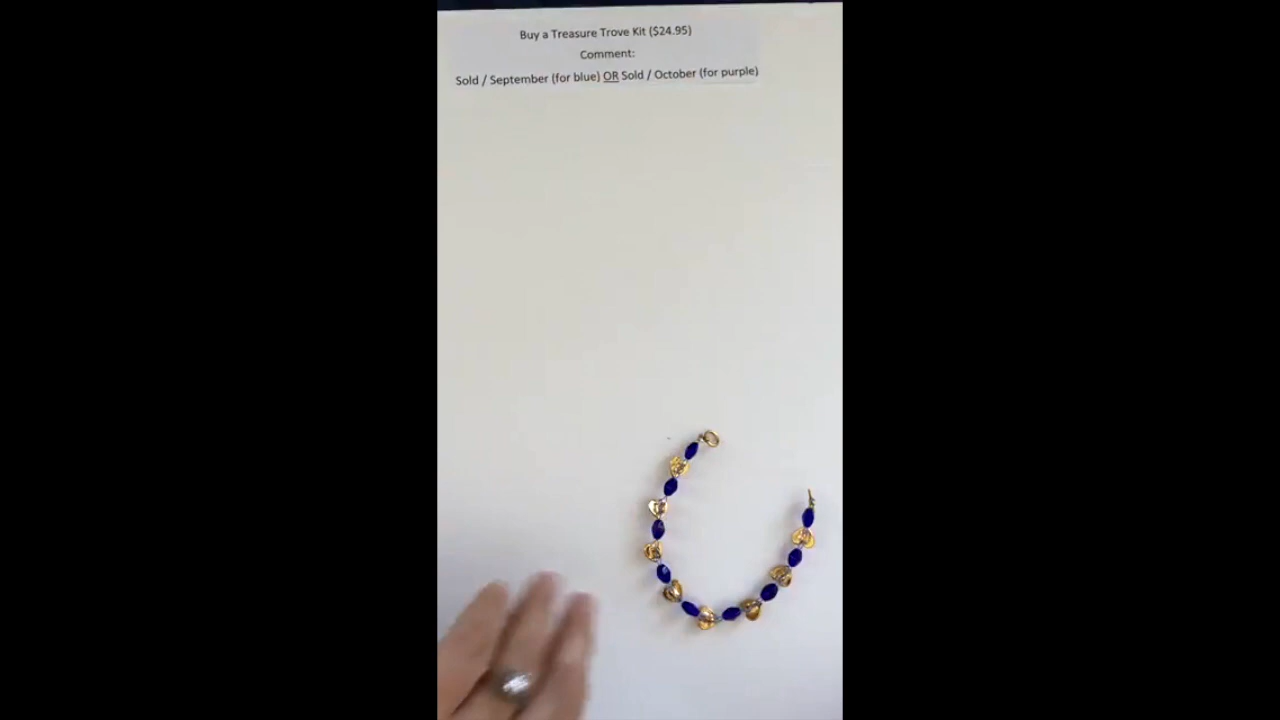 Buy a Treasure Trove Kit ($24.95)
Comment:
Sold / September (for blue) OR Sold / October (for purple)